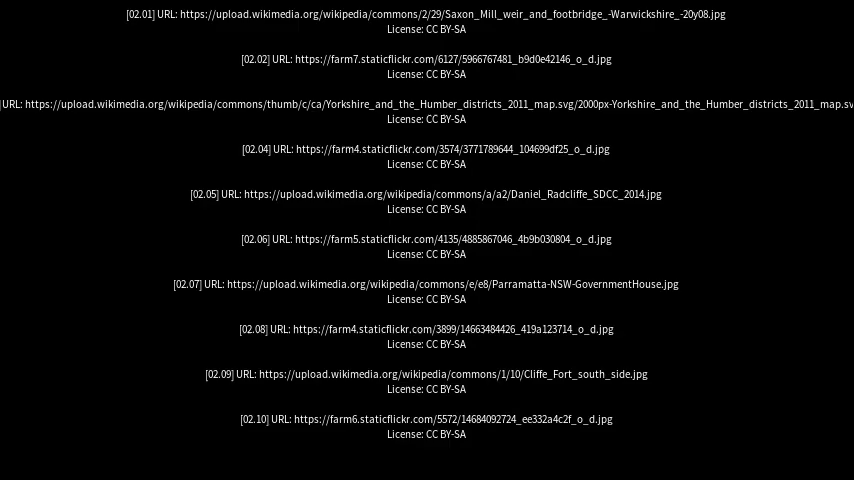 [02.01] URL: https://upload.wikimedia.org/wikipedia/commons/2/29/Saxon_Mill_weir_and_footbridge_-Warwickshire_-20y08.jpg
License: CC BY-SA
[02.02] URL: https://farm7.staticflickr.com/6127/5966767481_b9d0e42146_o_d.jpg
License: CC BY-SA
URL: https://upload.wikimedia.org/wikipedia/commons/thumb/c/ca/Yorkshire_and_the_Humber_districts_2011_map.svg/2000px-Yorkshire_and_the_Humber_districts_2011_map.sv
License: CC BY-SA
[02.04] URL: https://farm4.staticflickr.com/3574/3771789644_104699df25_o_d.jpg
License: CC BY-SA
[02.05] URL: https://upload.wikimedia.org/wikipedia/commons/a/a2/Daniel_Radcliffe_SDCC_2014.jpg
License: CC BY-SA
[02.06] URL: https://farm5.staticflickr.com/4135/4885867046_4b9b030804_o_d.jpg
License: CC BY-SA
[02.07] URL: https://upload.wikimedia.org/wikipedia/commons/e/e8/Parramatta-NSW-GovernmentHouse.jpg
License: CC BY-SA
[02.08] URL: https://farm4.staticflickr.com/3899/14663484426_419a123714_o_d.jpg
License: CC BY-SA
[02.09] URL: https://upload.wikimedia.org/wikipedia/commons/1/10/Cliffe_Fort_south_side.jpg
License: CC BY-SA
[02.10] URL: https://farm6.staticflickr.com/5572/14684092724_ee332a4c2f_o_d.jpg
License: CC BY-SA